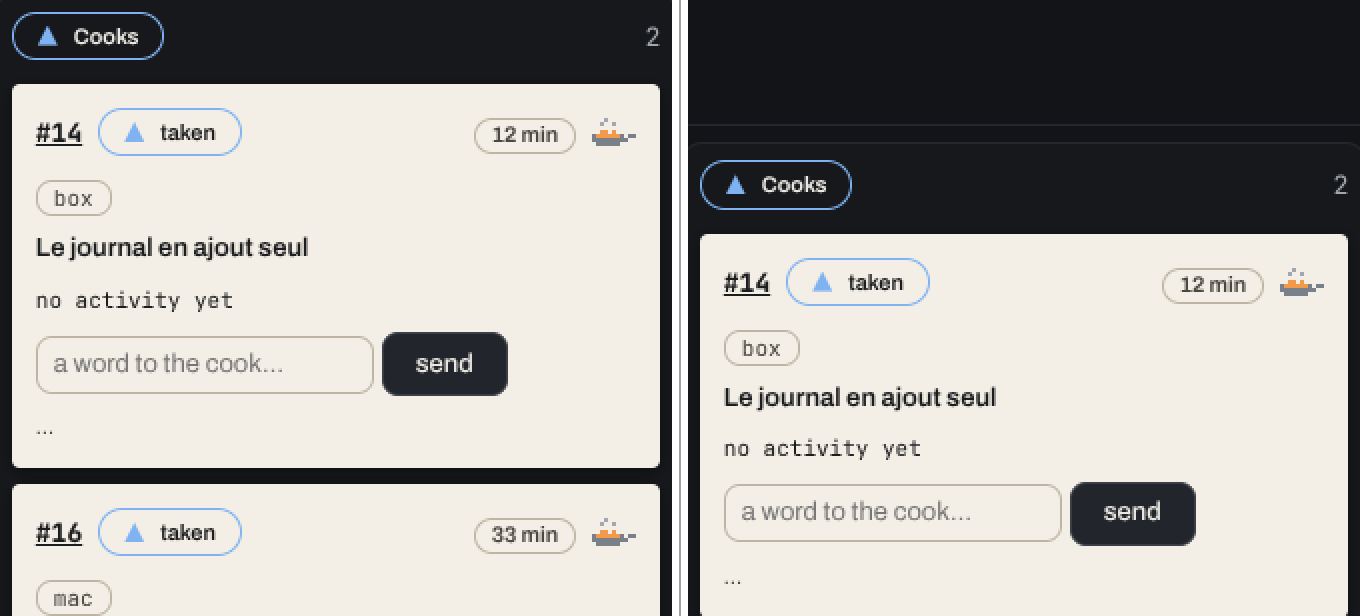 Cooks 2
#14 taken 12 min
box
Le journal en ajout seul
no activity yet
a word to the cook... send
...
#16 taken 33 min
mac
Cooks 2
#14 taken 12 min
box
Le journal en ajout seul
no activity yet
a word to the cook... send
...